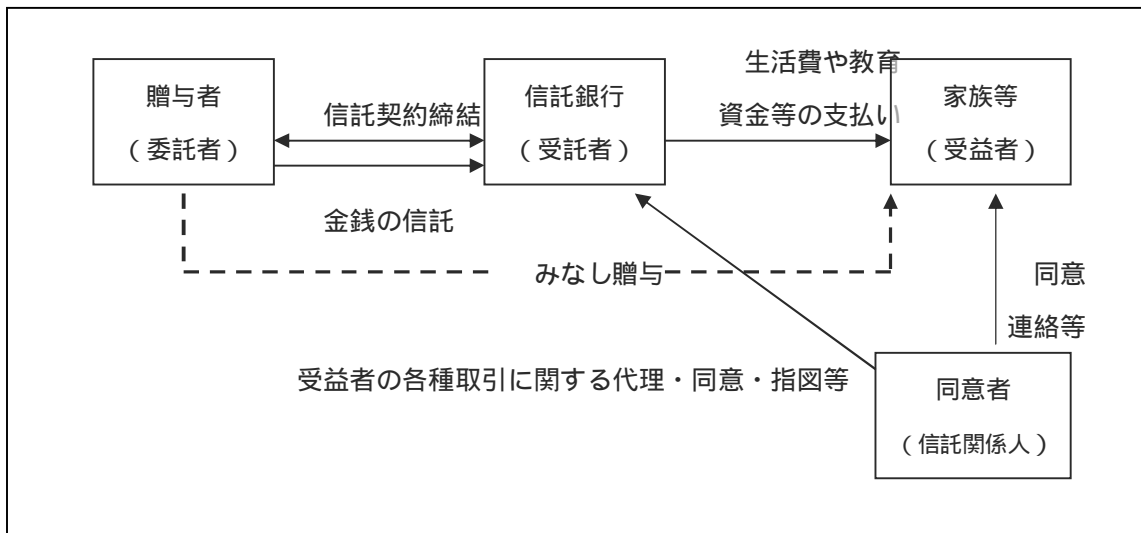 贈与者
（委託者）
信託契約締結
信託銀行
（受託者）
生活費や教育
資金等の支払い
家族等
（受益者）
金銭の信託
みなし贈与
同意
連絡等
受益者の各種取引に関する代理・同意・指図等
同意者
（信託関係人）